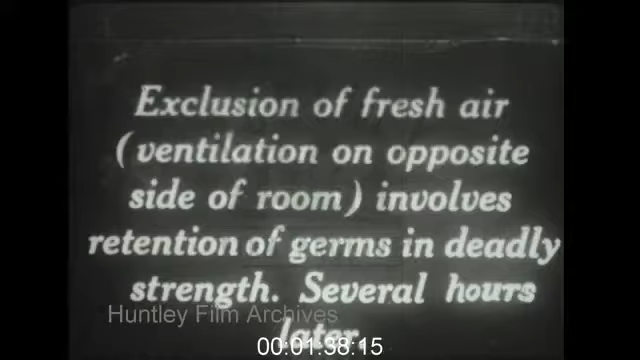 Exclusion of fresh air
(ventilation on opposite
side of room) involves
retention of germs in deadly
strength. Several hours
later.
Huntley Film Archives
00:01:38:15